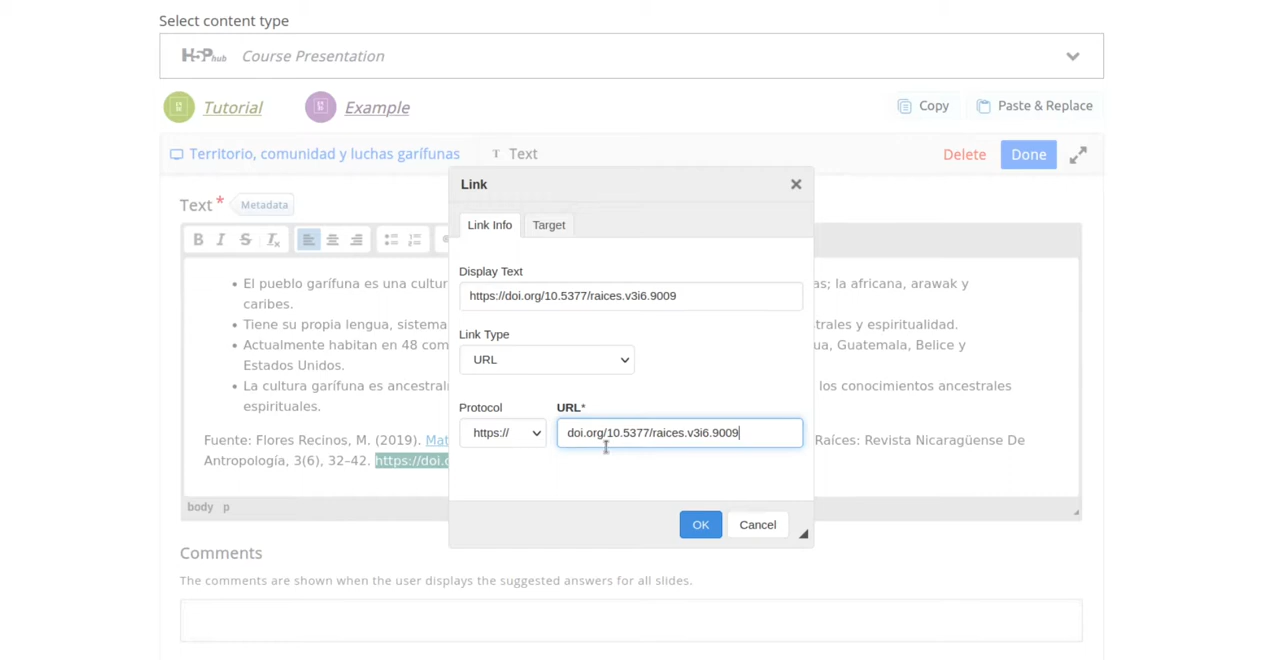 Select content type
H5P hub Course Presentation
Tutorial Example Copy Paste & Replace
Territorio, comunidad y luchas garífunas T Text Delete Done
Link
Text * Metadata
Link Info Target
B I S Tx
Display Text
https://doi.org/10.5377/raices.v3i6.9009
El pueblo garífuna es una cultur as; la africana, arawak y
caribes.
Tiene su propia lengua, sistema trales y espiritualidad.
Link Type
Actualmente habitan en 48 com ua, Guatemala, Belice y
URL
Estados Unidos.
La cultura garífuna es ancestral los conocimientos ancestrales
espirituales.
Protocol URL*
https:// doi.org/10.5377/raices.v3i6.9009
Fuente: Flores Recinos, M. (2019). Mat Raíces: Revista Nicaragüense De
Antropología, 3(6), 32–42. https://doi.o
body p
OK Cancel
Comments
The comments are shown when the user displays the suggested answers for all slides.